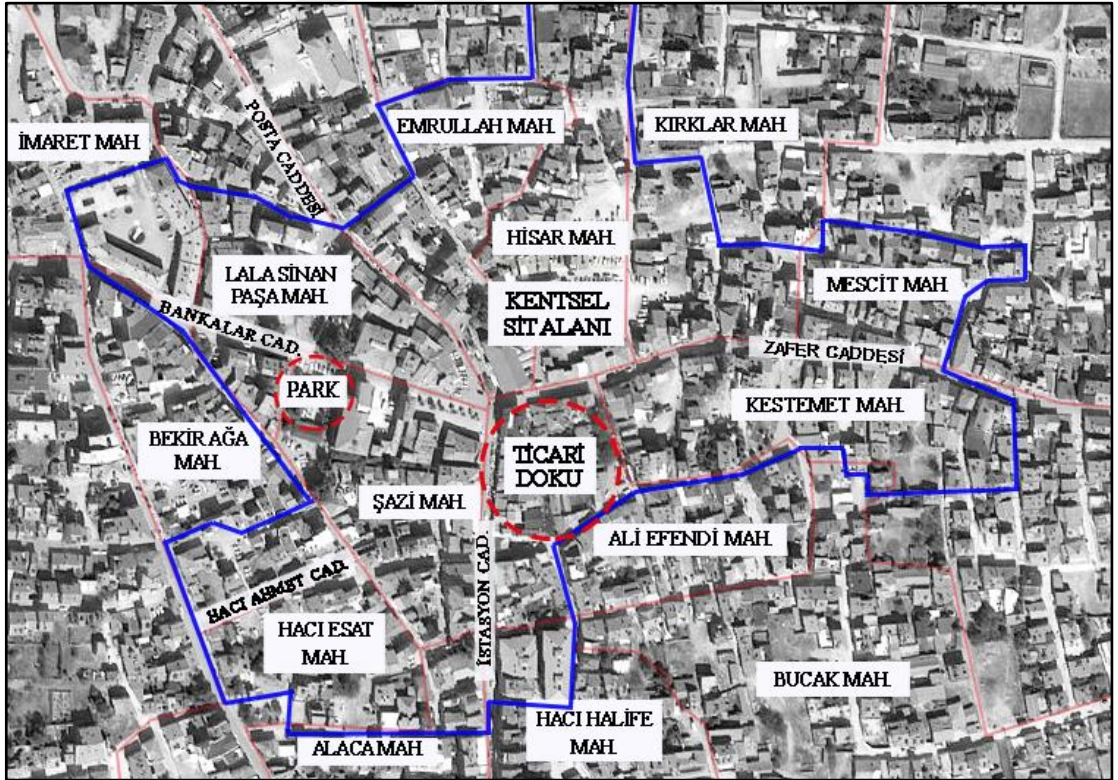 POSTA CADDESİ
EMRULLAH MAH.
KIRKLAR MAH.
İMARET MAH.
HİSAR MAH.
LALA SİNAN
PAŞA MAH.
KENTSEL
SİT ALANI
MESCİT MAH.
BANKALAR CAD.
ZAFER CADDESİ
PARK
KESTEMET MAH.
BEKİR AĞA
MAH.
TİCARİ
DOKU
ŞAZİ MAH.
ALİ EFENDİ MAH.
HACI AHMET CAD.
İSTASYON CAD.
HACI ESAT
MAH.
BUCAK MAH.
HACI HALİFE
MAH.
ALACA MAH.